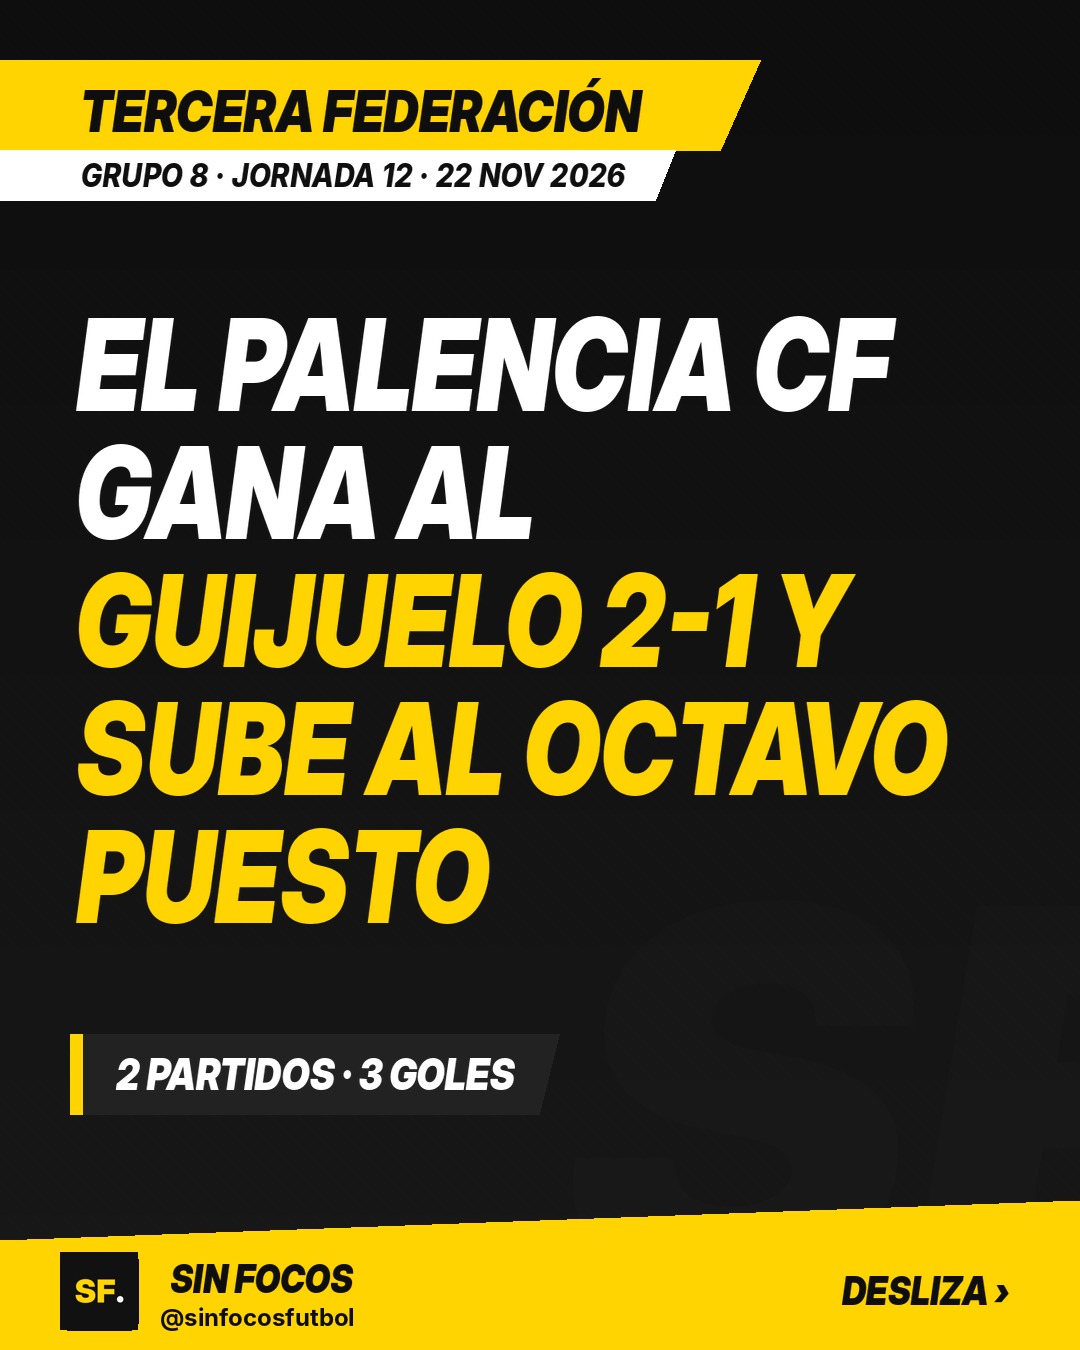 TERCERA FEDERACIÓN
GRUPO 8 · JORNADA 12 · 22 NOV 2026
EL PALENCIA CF
GANA AL
GUIJUELO 2-1 Y
SUBE AL OCTAVO
PUESTO
2 PARTIDOS · 3 GOLES
SF.
SIN FOCOS
@sinfocosfutbol
DESLIZA ›